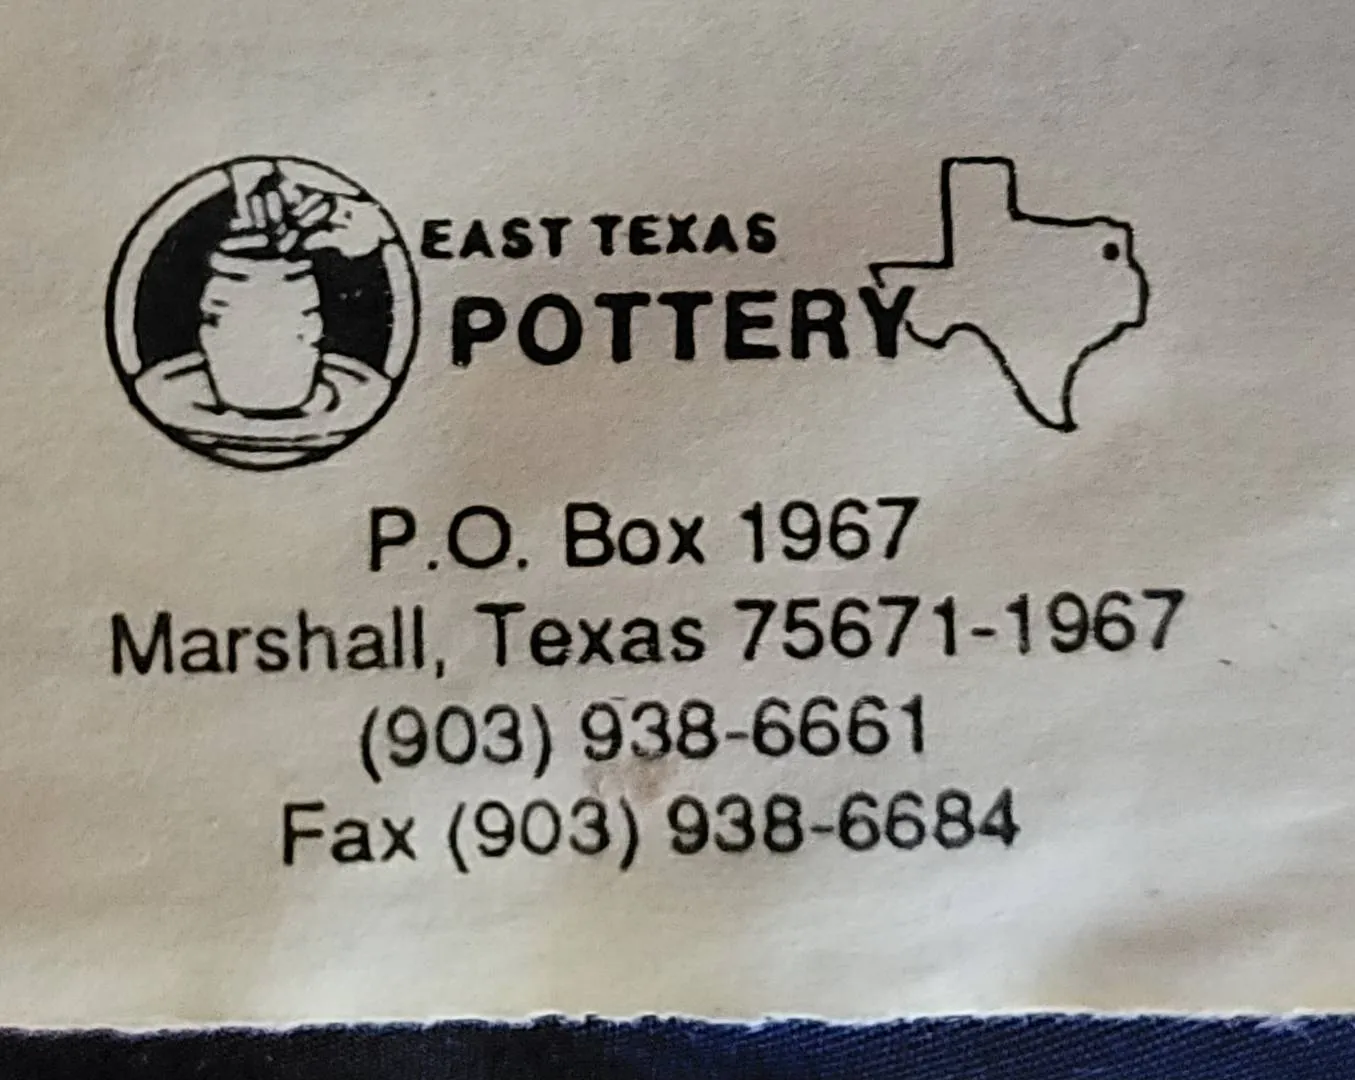 EAST TEXAS
POTTERY
P.O. Box 1967
Marshall, Texas 75671-1967
(903) 938-6661
Fax (903) 938-6684